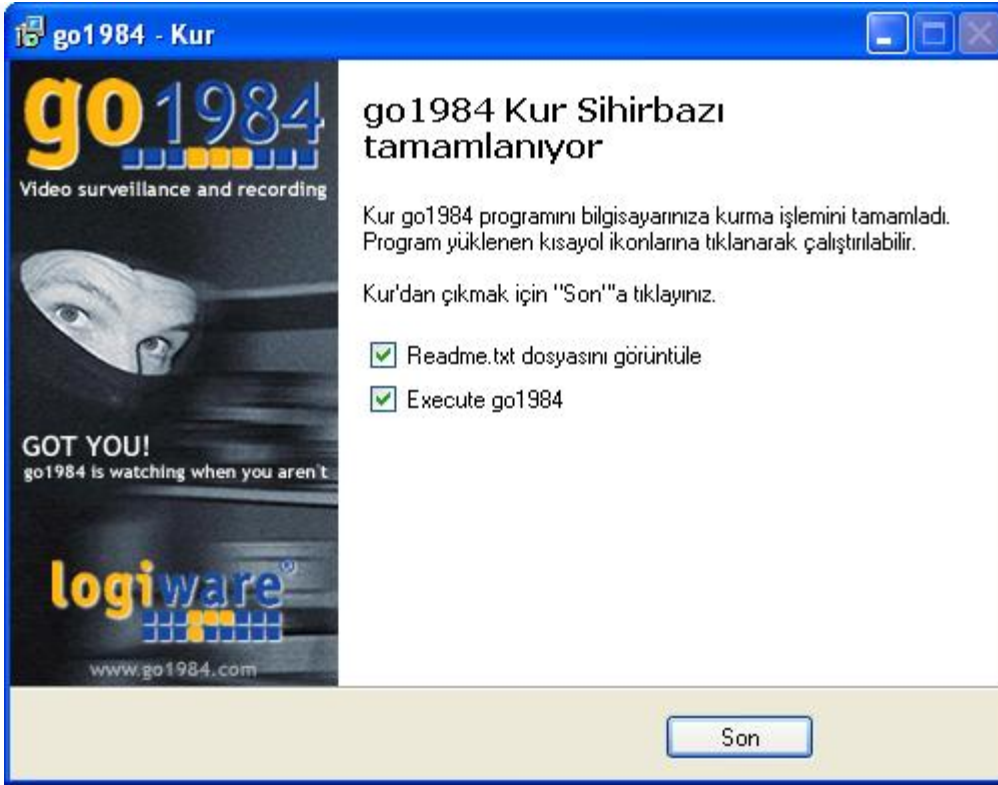 go1984 - Kur
go1984
Video surveillance and recording
GOT YOU!
go1984 is watching when you aren't
logiware®
www.go1984.com
go1984 Kur Sihirbazı
tamamlanıyor
Kur go1984 programını bilgisayarınıza kurma işlemini tamamladı.
Program yüklenen kısayol ikonlarına tıklanarak çalıştırılabilir.
Kur'dan çıkmak için "Son"'a tıklayınız.
Readme.txt dosyasını görüntüle
Execute go1984
Son